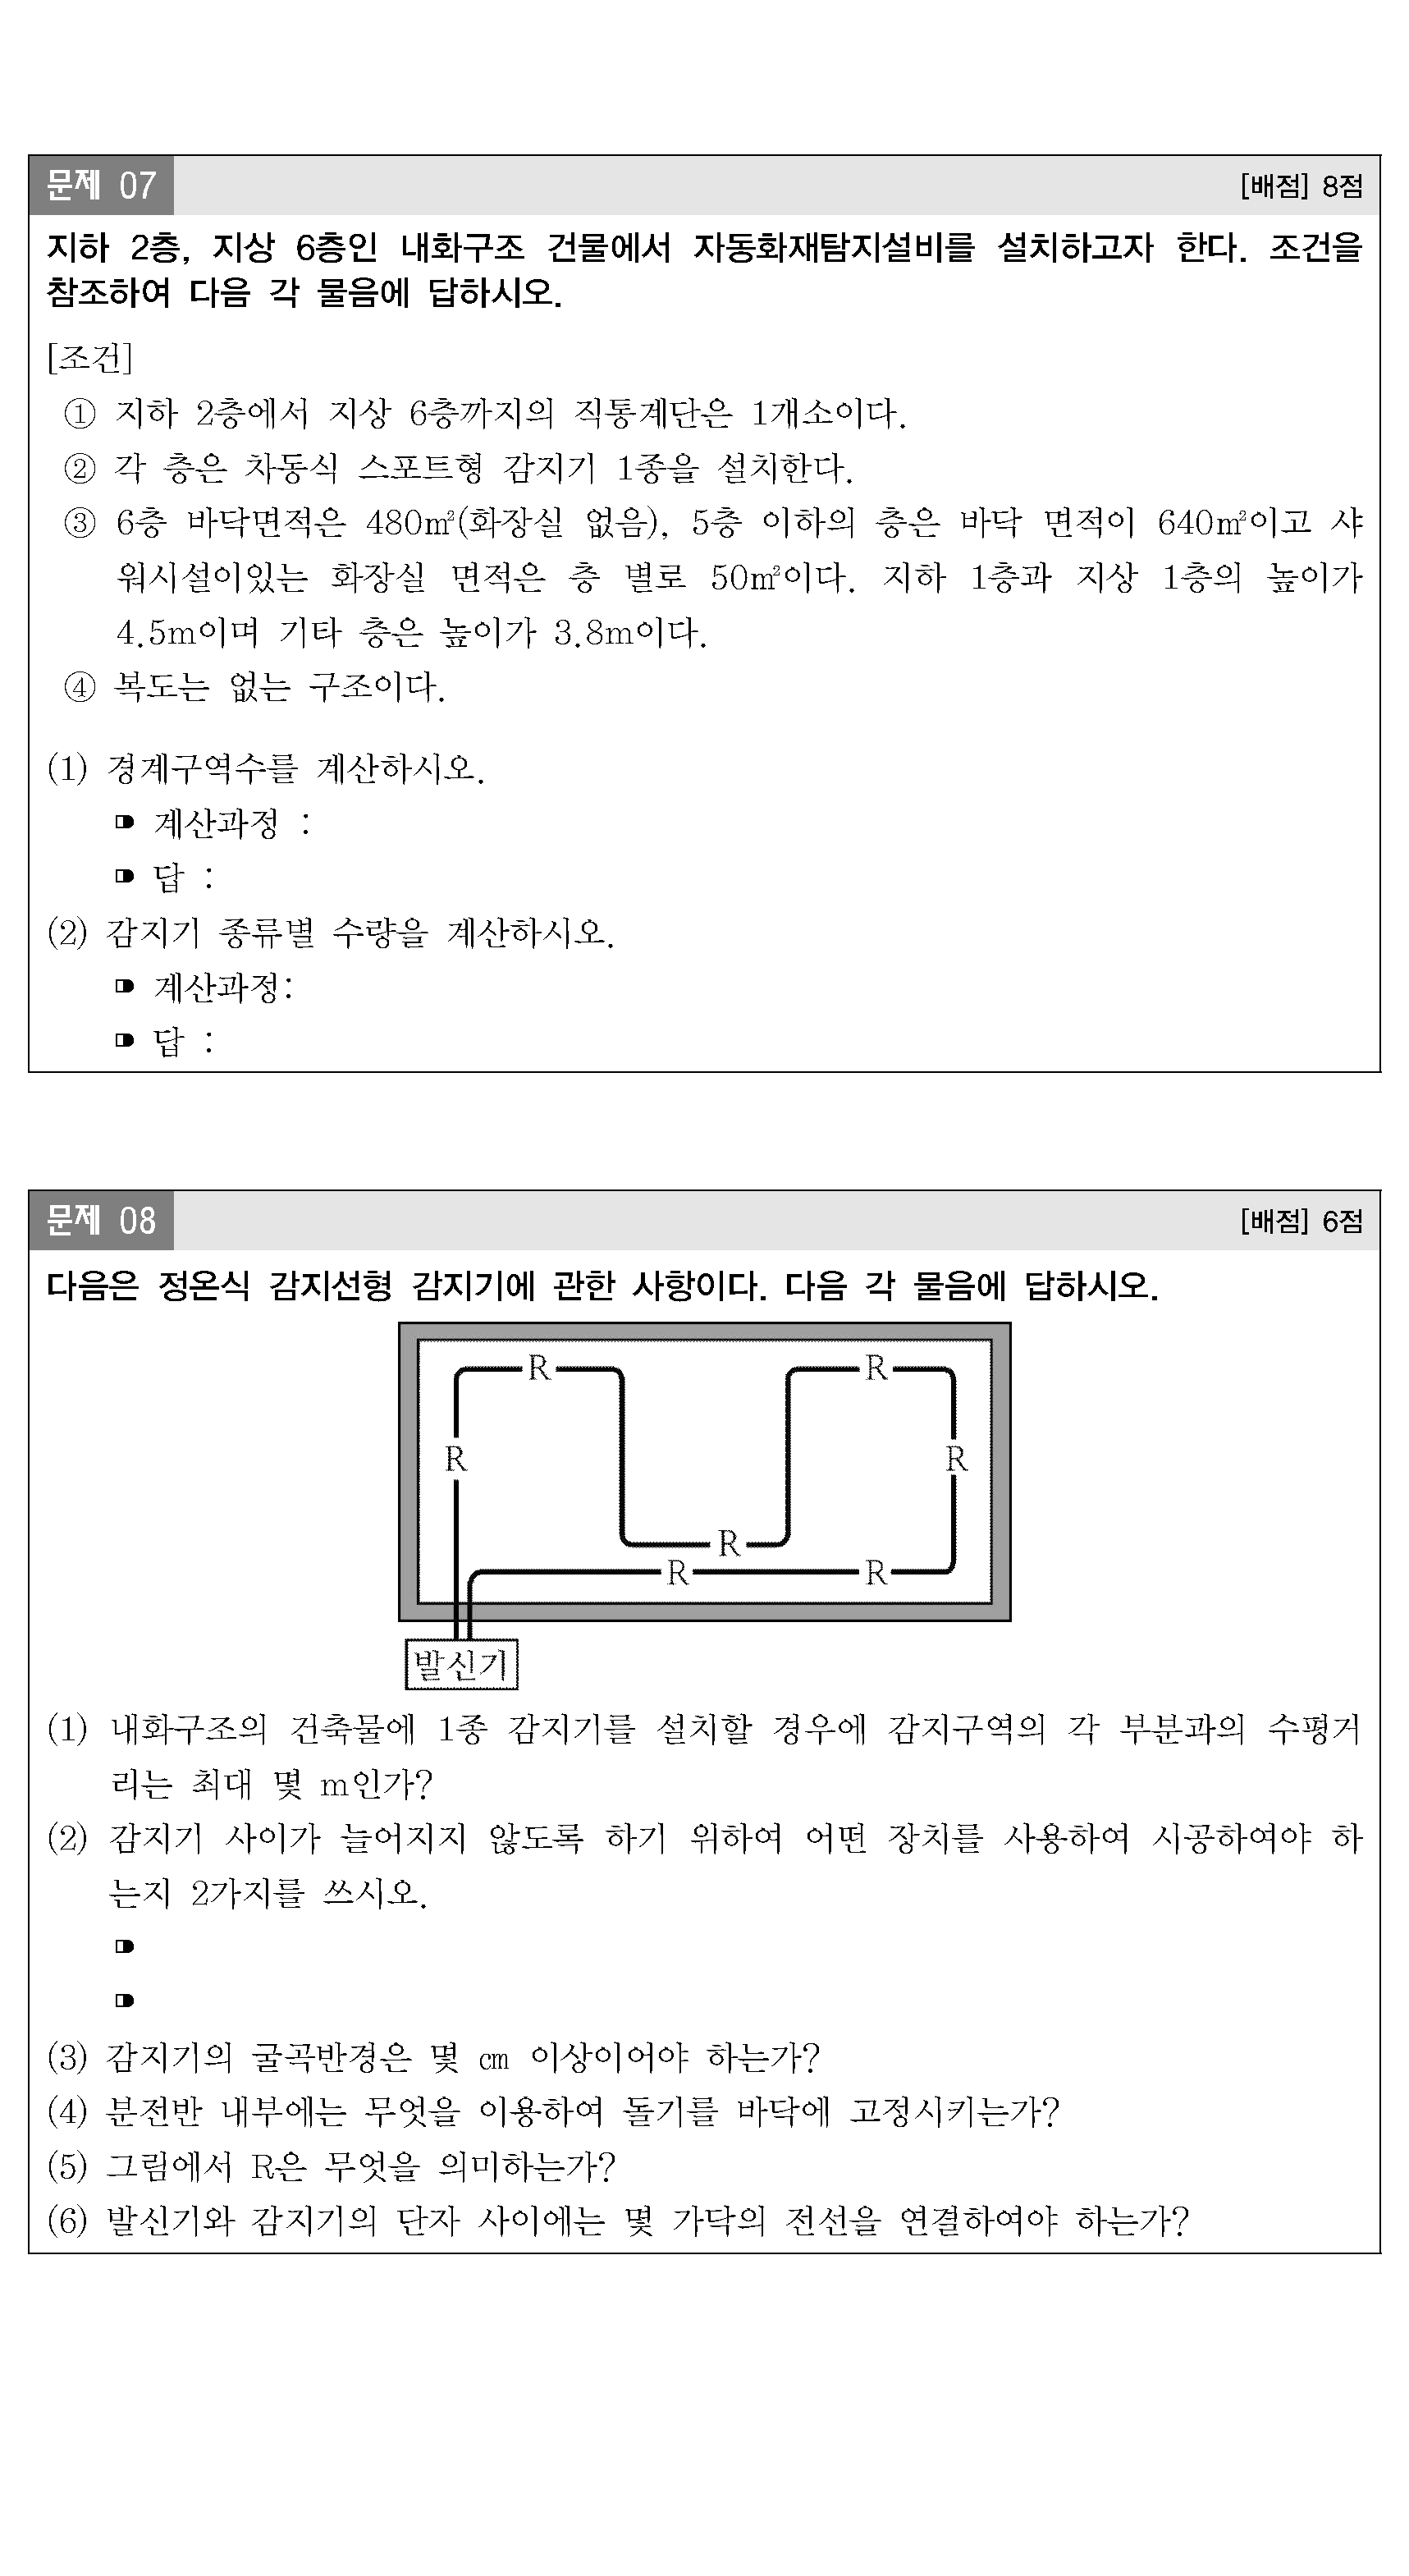 문제 07 [배점] 8점
지하 2층, 지상 6층인 내화구조 건물에서 자동화재탐지설비를 설치하고자 한다. 조건을
참조하여 다음 각 물음에 답하시오.
[조건]
① 지하 2층에서 지상 6층까지의 직통계단은 1개소이다.
② 각 층은 차동식 스포트형 감지기 1종을 설치한다.
③ 6층 바닥면적은 480㎡(화장실 없음), 5층 이하의 층은 바닥 면적이 640㎡이고 샤
워시설이있는 화장실 면적은 층 별로 50㎡이다. 지하 1층과 지상 1층의 높이가
4.5m이며 기타 층은 높이가 3.8m이다.
④ 복도는 없는 구조이다.
(1) 경계구역수를 계산하시오.
계산과정 :
답 :
(2) 감지기 종류별 수량을 계산하시오.
계산과정:
답 :
문제 08 [배점] 6점
다음은 정온식 감지선형 감지기에 관한 사항이다. 다음 각 물음에 답하시오.
R R
R R
R
R R
발신기
(1) 내화구조의 건축물에 1종 감지기를 설치할 경우에 감지구역의 각 부분과의 수평거
리는 최대 몇 m인가?
(2) 감지기 사이가 늘어지지 않도록 하기 위하여 어떤 장치를 사용하여 시공하여야 하
는지 2가지를 쓰시오.
(3) 감지기의 굴곡반경은 몇 ㎝ 이상이어야 하는가?
(4) 분전반 내부에는 무엇을 이용하여 돌기를 바닥에 고정시키는가?
(5) 그림에서 R은 무엇을 의미하는가?
(6) 발신기와 감지기의 단자 사이에는 몇 가닥의 전선을 연결하여야 하는가?